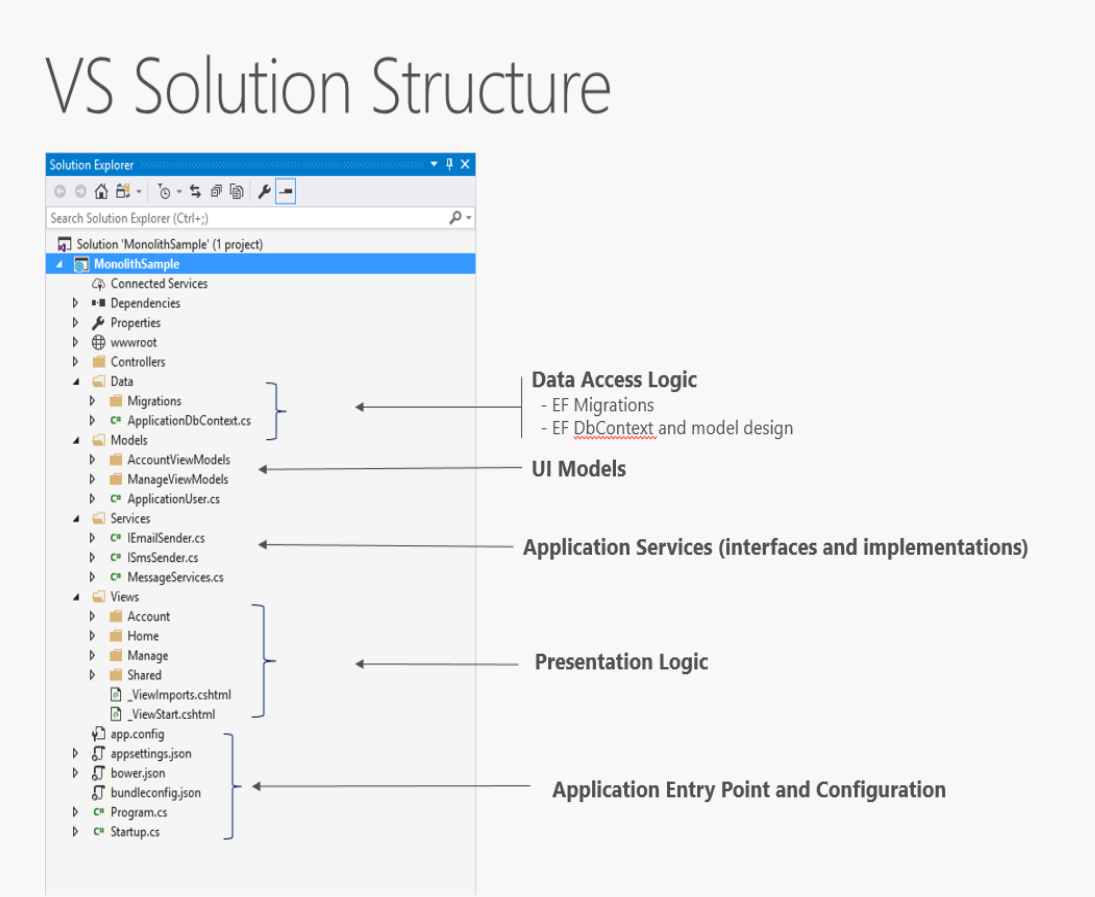 VS Solution Structure
Solution Explorer
Search Solution Explorer (Ctrl+;)
Solution 'MonolithSample' (1 project)
MonolithSample
Connected Services
Dependencies
Properties
wwwroot
Controllers
Data
Migrations
C# ApplicationDbContext.cs
Models
AccountViewModels
ManageViewModels
C# ApplicationUser.cs
Services
C# IEmailSender.cs
C# ISmsSender.cs
C# MessageServices.cs
Views
Account
Home
Manage
Shared
_ViewImports.cshtml
_ViewStart.cshtml
app.config
appsettings.json
bower.json
bundleconfig.json
C# Program.cs
C# Startup.cs
Data Access Logic
- EF Migrations
- EF DbContext and model design
UI Models
Application Services (interfaces and implementations)
Presentation Logic
Application Entry Point and Configuration